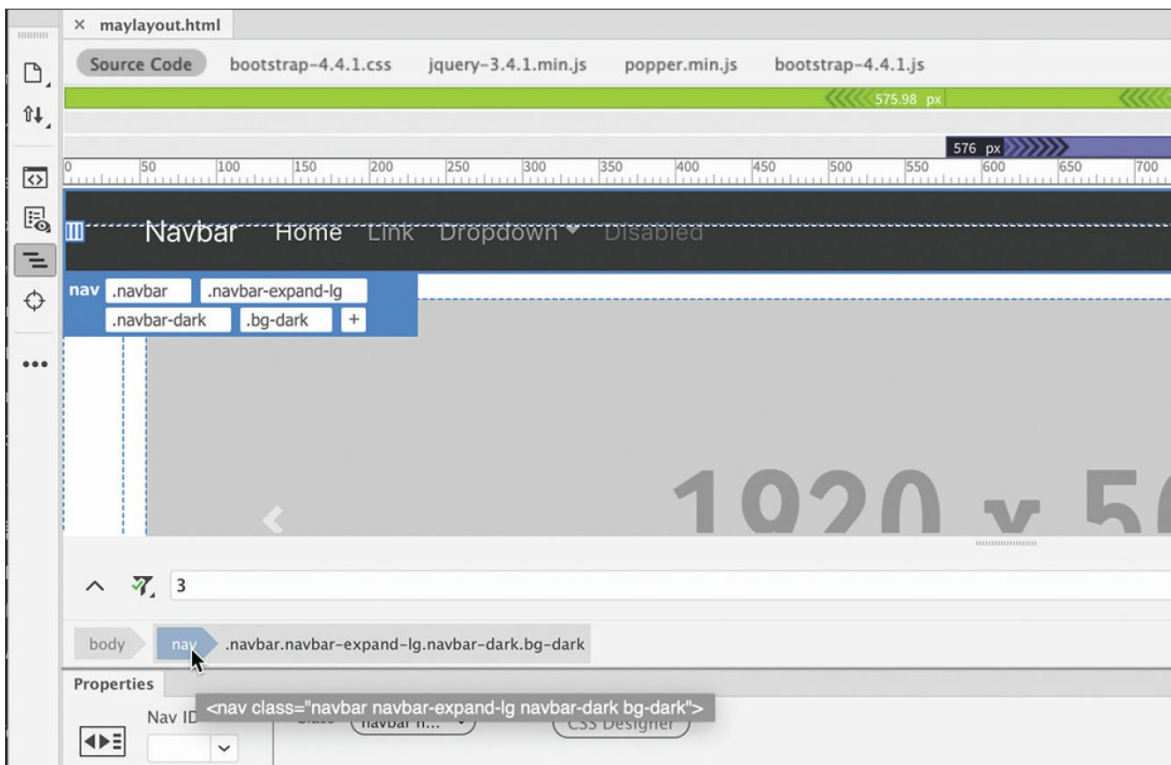 × maylayout.html
Source Code bootstrap-4.4.1.css jquery-3.4.1.min.js popper.min.js bootstrap-4.4.1.js
575.98 px
576 px
0 50 100 150 200 250 300 350 400 450 500 550 600 650 700
Navbar Home Link Dropdown Disabled
nav .navbar .navbar-expand-lg
.navbar-dark .bg-dark +
1920 x
3
body nav .navbar.navbar-expand-lg.navbar-dark.bg-dark
Properties
<nav class="navbar navbar-expand-lg navbar-dark bg-dark">
Nav ID Class navbar n... CSS Designer